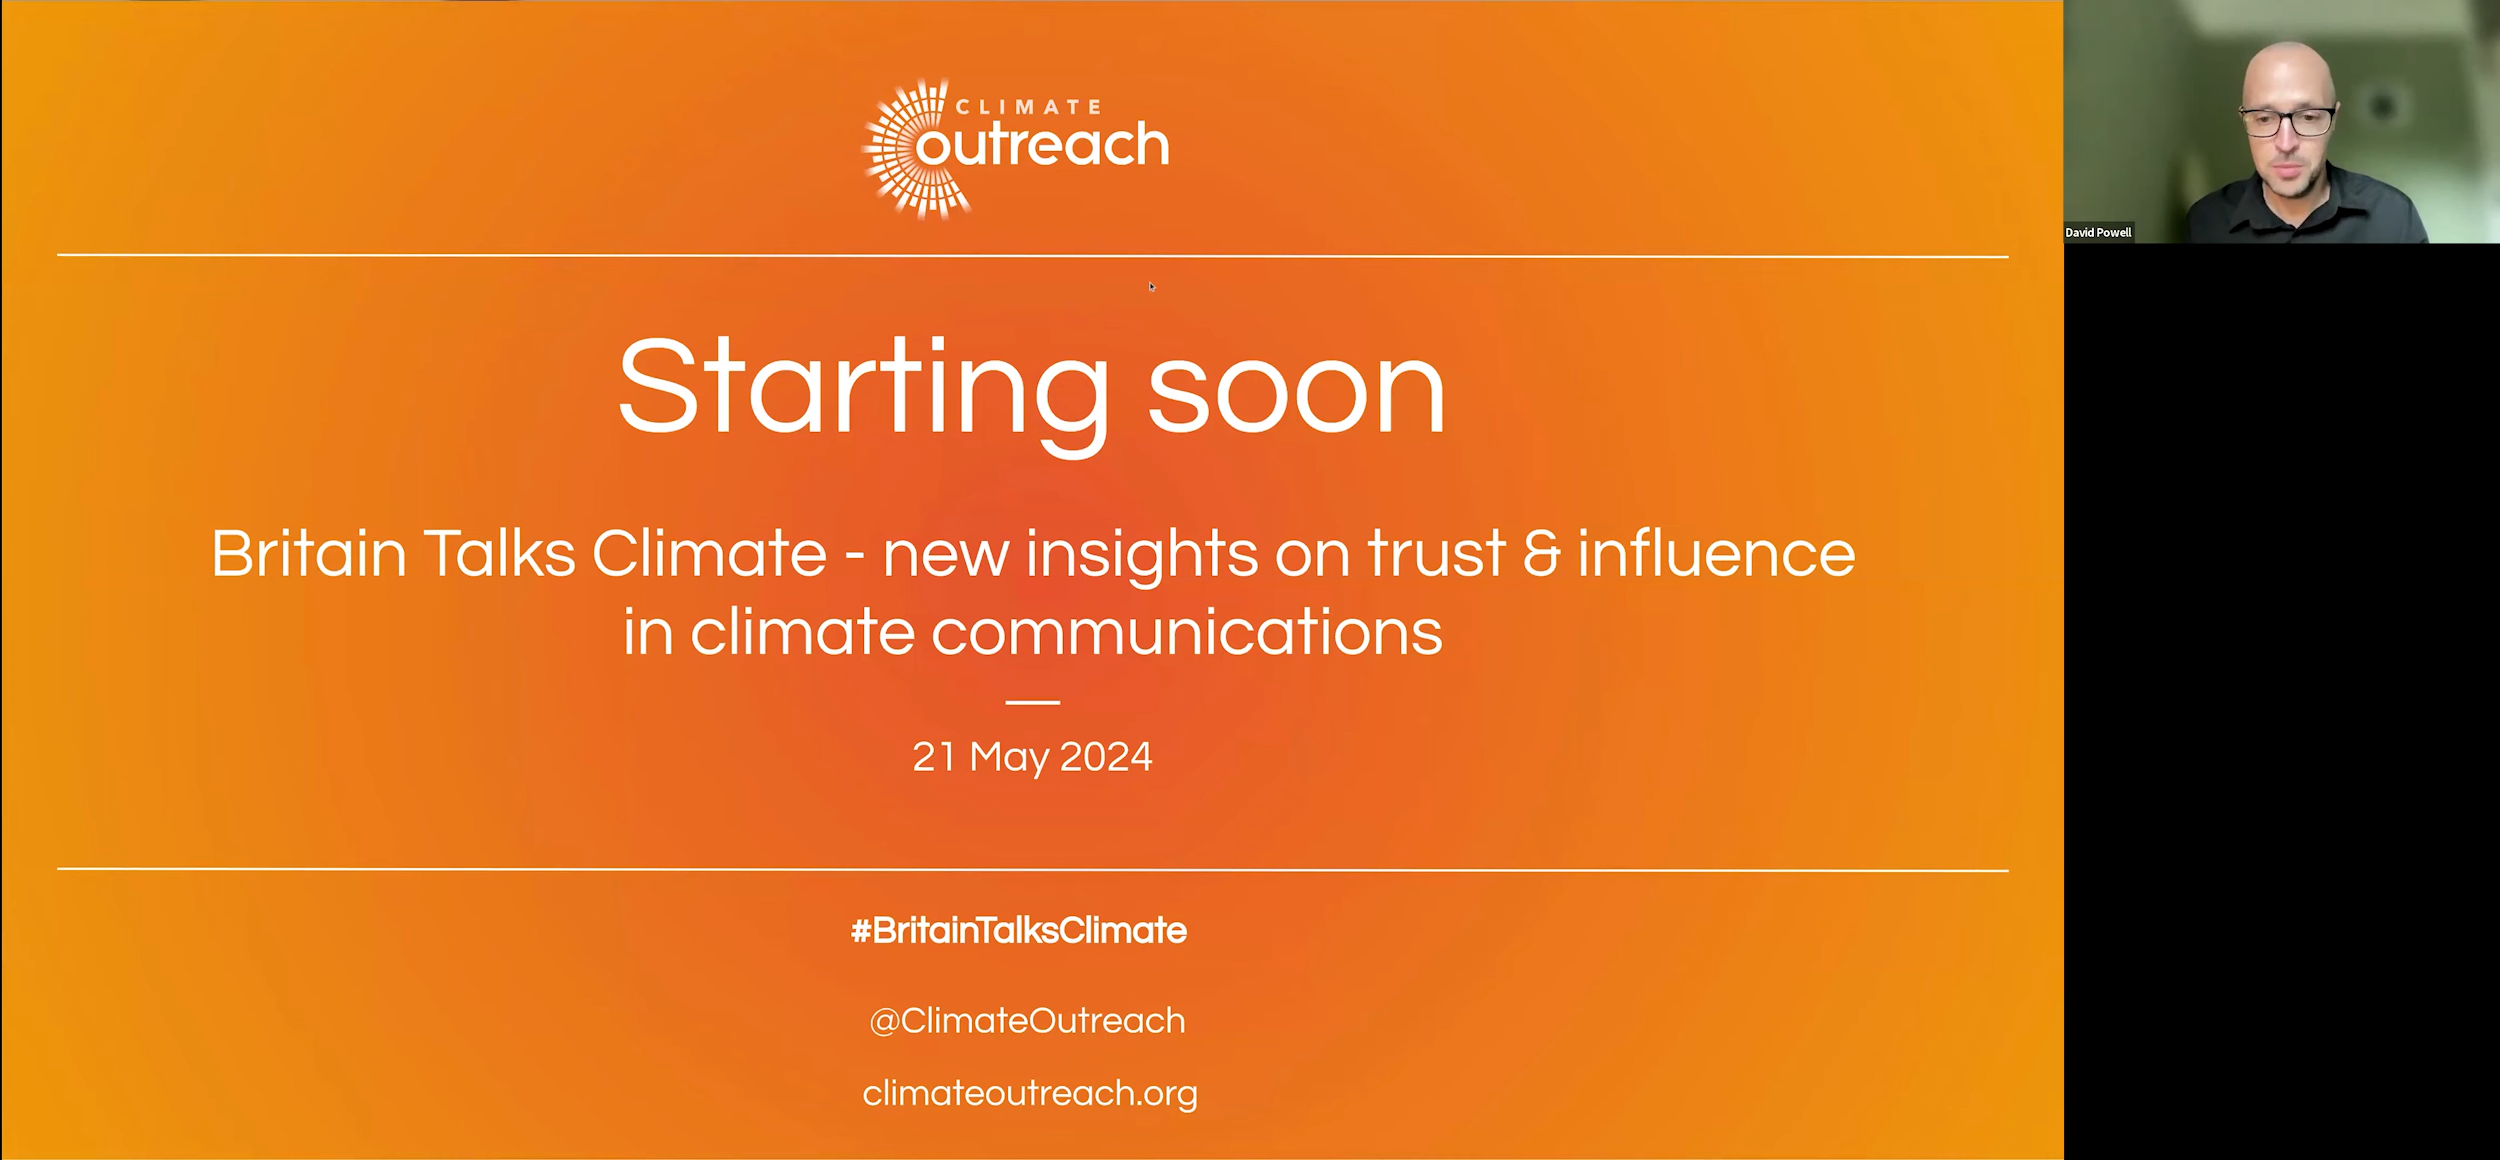 CLIMATE
outreach
David Powell
Starting soon
Britain Talks Climate - new insights on trust & influence
in climate communications
21 May 2024
#BritainTalksClimate
@ClimateOutreach
climateoutreach.org